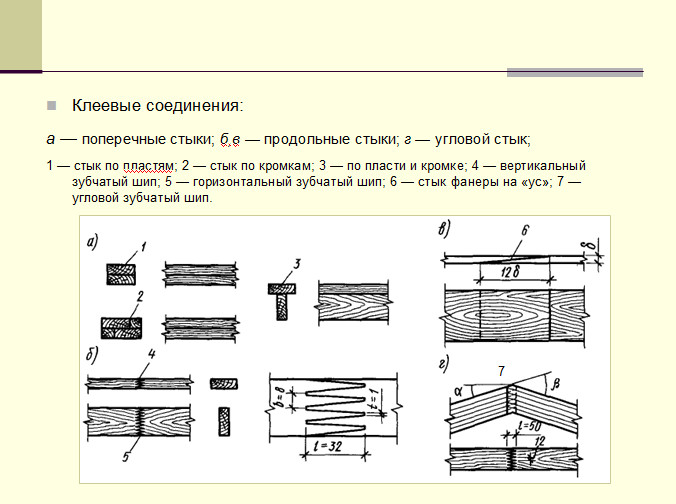 Клеевые соединения:
а — поперечные стыки; б,в — продольные стыки; г — угловой стык;
1 — стык по пластям; 2 — стык по кромкам; 3 — по пласти и кромке; 4 — вертикальный
зубчатый шип; 5 — горизонтальный зубчатый шип; 6 — стык фанеры на «ус»; 7 —
угловой зубчатый шип.
а)
1
2
3
в)
6
δ
12δ
б)
4
5
b=8
t=1
l=32
г)
7
α
β
l=50
12